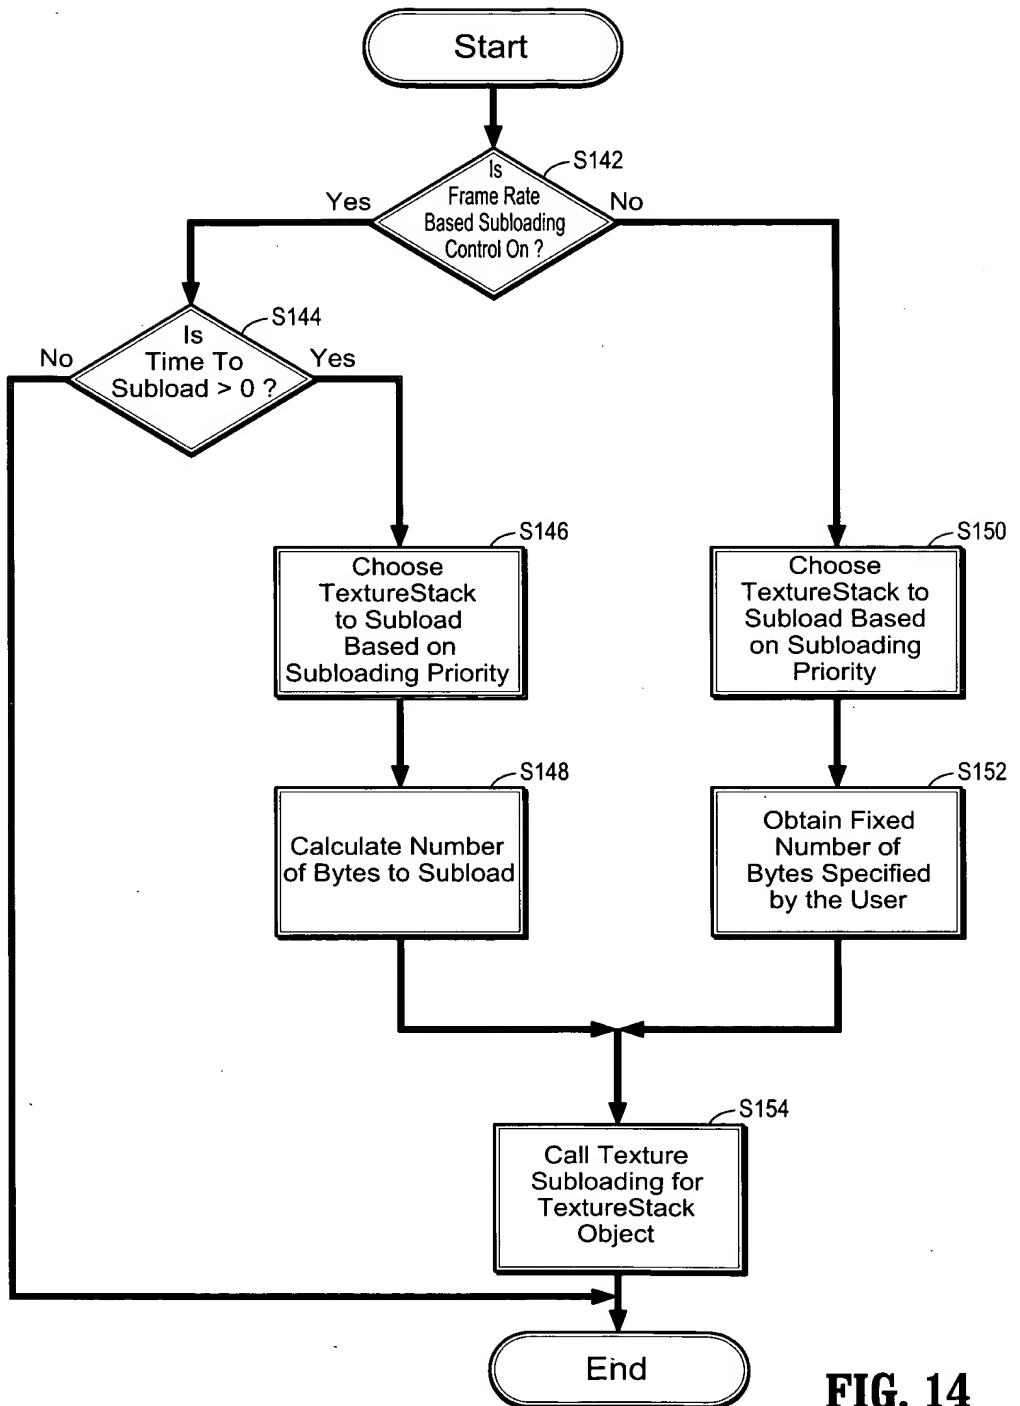 Start
S142
Is
Frame Rate
Based Subloading
Control On ?
Yes
No
S144
Is
Time To
Subload > 0 ?
No
Yes
S146
Choose
TextureStack
to Subload
Based on
Subloading Priority
S150
Choose
TextureStack to
Subload Based
on Subloading
Priority
S148
Calculate Number
of Bytes to Subload
S152
Obtain Fixed
Number of
Bytes Specified
by the User
S154
Call Texture
Subloading for
TextureStack
Object
End
FIG. 14